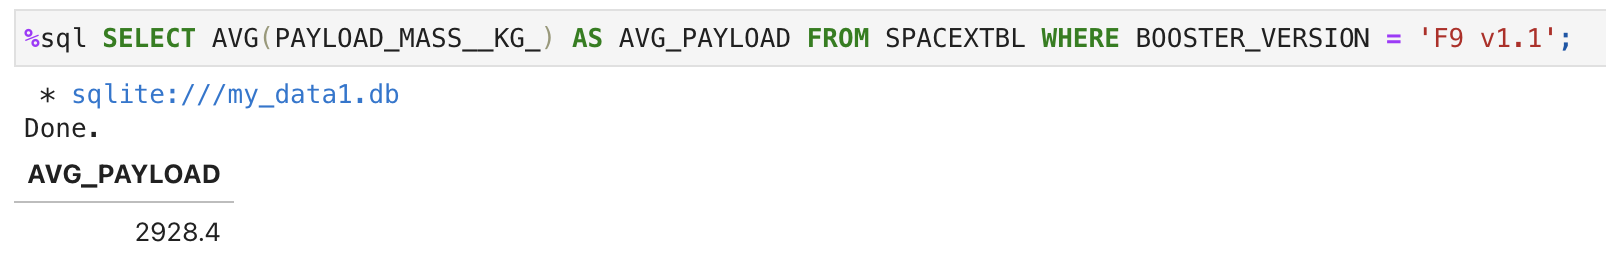 %sql SELECT AVG(PAYLOAD_MASS__KG_) AS AVG_PAYLOAD FROM SPACEXTBL WHERE BOOSTER_VERSION = 'F9 v1.1';
* sqlite:///my_data1.db
Done.
AVG_PAYLOAD
2928.4